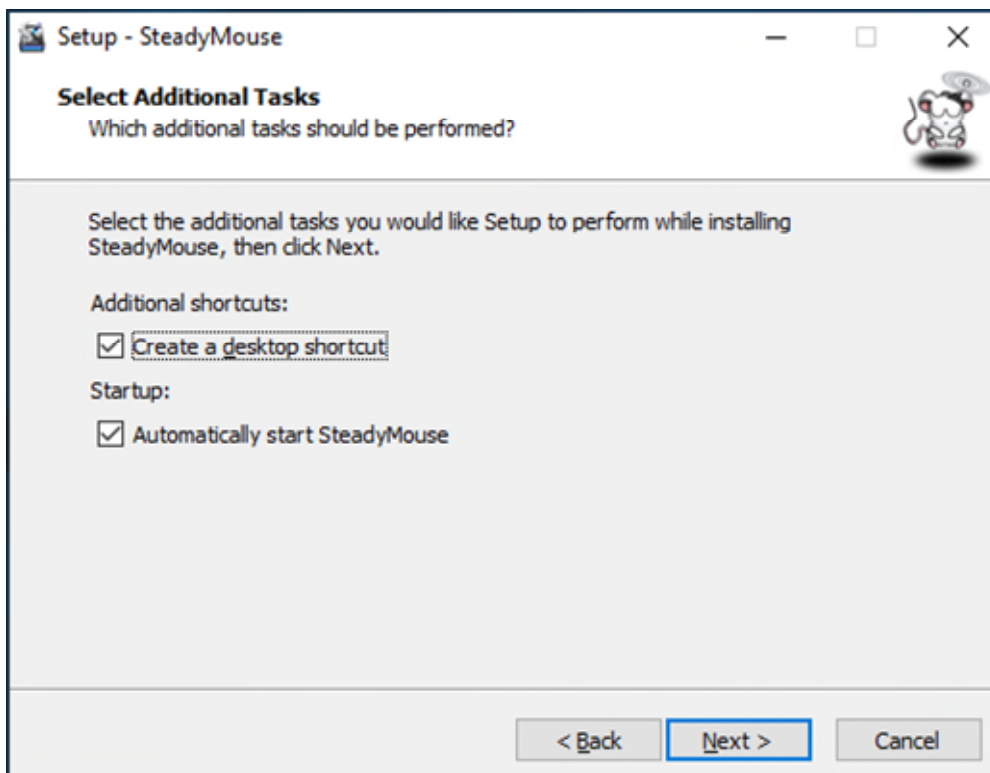 Setup - SteadyMouse
Select Additional Tasks
Which additional tasks should be performed?
Select the additional tasks you would like Setup to perform while installing
SteadyMouse, then click Next.
Additional shortcuts:
Create a desktop shortcut
Startup:
Automatically start SteadyMouse
< Back
Next >
Cancel